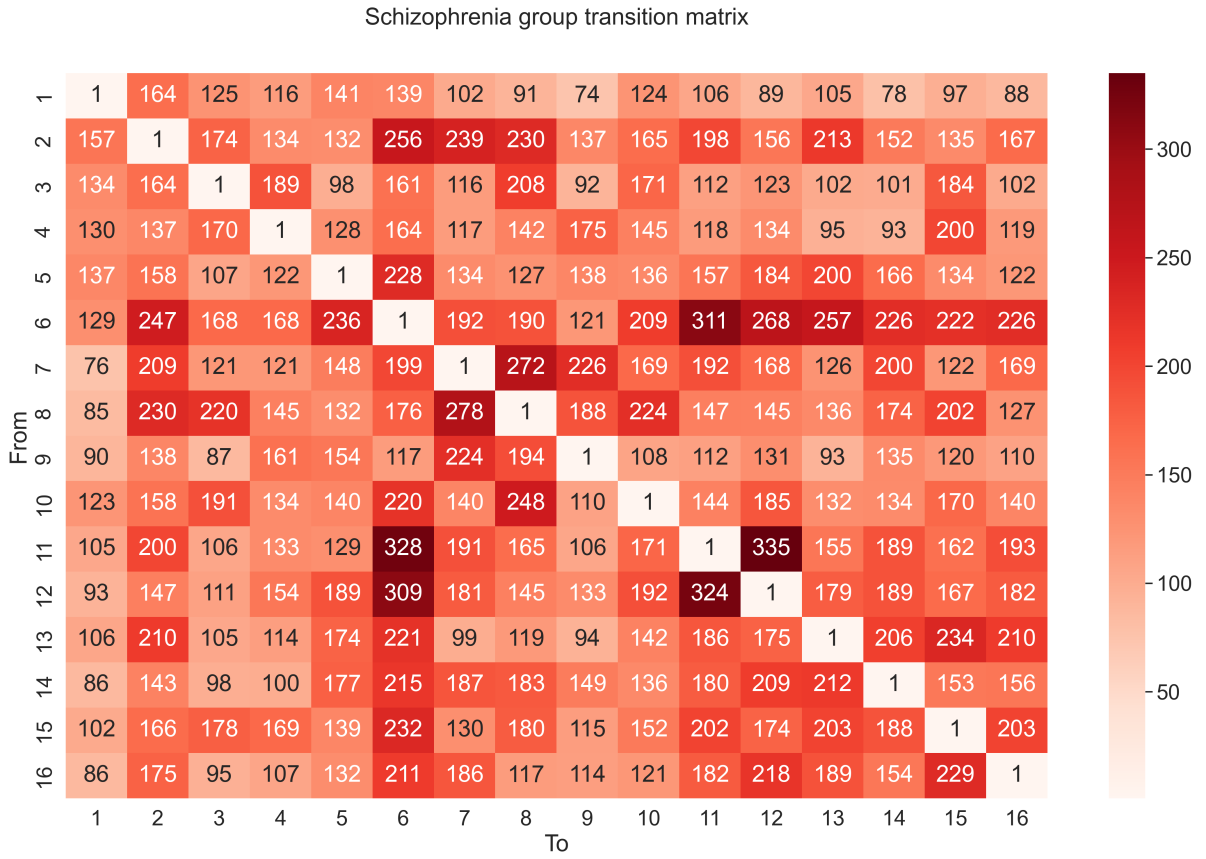 Schizophrenia group transition matrix
1 1 164 125 116 141 139 102 91 74 124 106 89 105 78 97 88
2 157 1 174 134 132 256 239 230 137 165 198 156 213 152 135 167
3 134 164 1 189 98 161 116 208 92 171 112 123 102 101 184 102
4 130 137 170 1 128 164 117 142 175 145 118 134 95 93 200 119
5 137 158 107 122 1 228 134 127 138 136 157 184 200 166 134 122
6 129 247 168 168 236 1 192 190 121 209 311 268 257 226 222 226
7 76 209 121 121 148 199 1 272 226 169 192 168 126 200 122 169
8 85 230 220 145 132 176 278 1 188 224 147 145 136 174 202 127
From
9 90 138 87 161 154 117 224 194 1 108 112 131 93 135 120 110
10 123 158 191 134 140 220 140 248 110 1 144 185 132 134 170 140
11 105 200 106 133 129 328 191 165 106 171 1 335 155 189 162 193
12 93 147 111 154 189 309 181 145 133 192 324 1 179 189 167 182
13 106 210 105 114 174 221 99 119 94 142 186 175 1 206 234 210
14 86 143 98 100 177 215 187 183 149 136 180 209 212 1 153 156
15 102 166 178 169 139 232 130 180 115 152 202 174 203 188 1 203
16 86 175 95 107 132 211 186 117 114 121 182 218 189 154 229 1
1 2 3 4 5 6 7 8 9 10 11 12 13 14 15 16
To
300
250
200
150
100
50